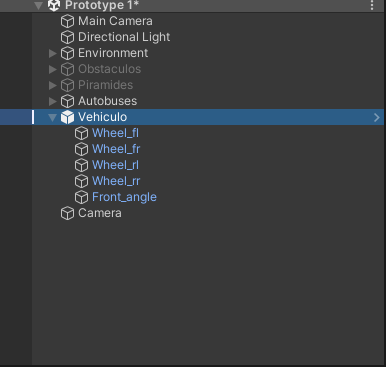 Prototype 1*
Main Camera
Directional Light
Environment
Obstaculos
Piramides
Autobuses
Vehiculo
Wheel_fl
Wheel_fr
Wheel_rl
Wheel_rr
Front_angle
Camera